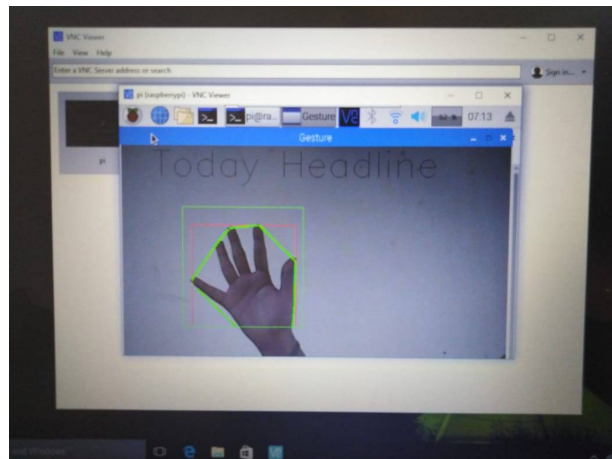 VNC Viewer
File View Help
Enter a VNC Server address or search
Sign in...
pi (raspberrypi) - VNC Viewer
pi@ra...
Gesture
07:13
Gesture
Today Headline
pi